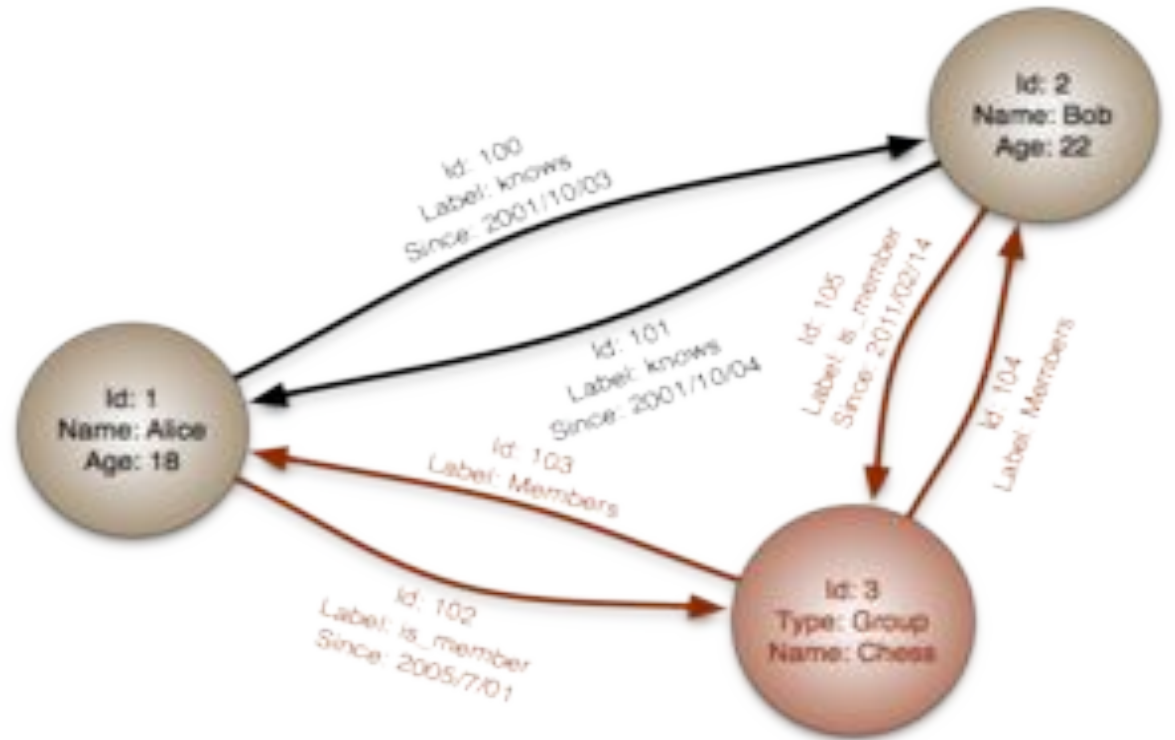 Id: 2
Name: Bob
Age: 22
Id: 100
Label: knows
Since: 2001/10/03
Id: 101
Label: knows
Since: 2001/10/04
Id: 105
Label: is_member
Since: 2011/02/14
Id: 104
Label: Members
Id: 1
Name: Alice
Age: 18
Id: 103
Label: Members
Id: 102
Label: is_member
Since: 2005/7/01
Id: 3
Type: Group
Name: Chess